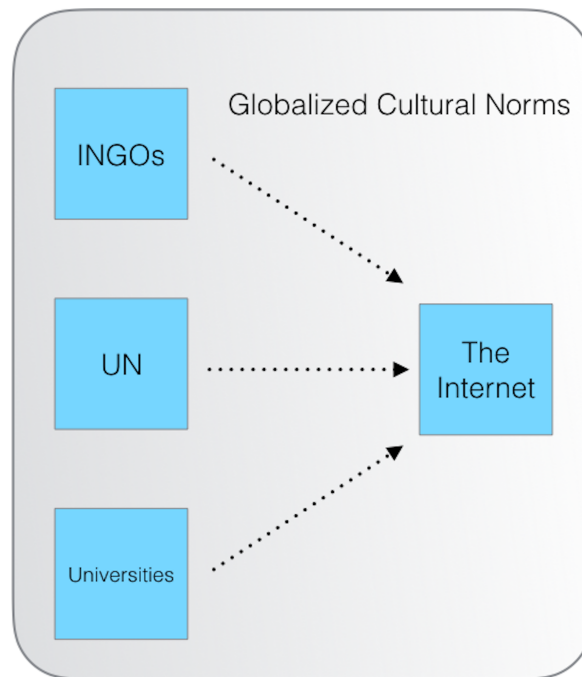 Globalized Cultural Norms
INGOs
UN
The
Internet
Universities